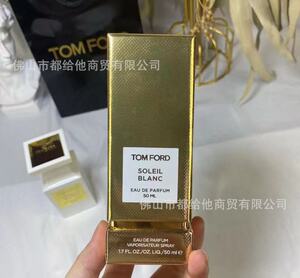 TOM FORD
佛山市都给他商贸有限公司
TOM FORD
SOLEIL
BLANC
EAU DE PARFUM
50 ML
佛山市都给他商贸有限公司
EAU DE PARFUM
VAPORISATEUR SPRAY
1.7 FL.OZ./OZ. LIQ./50 ml ℮